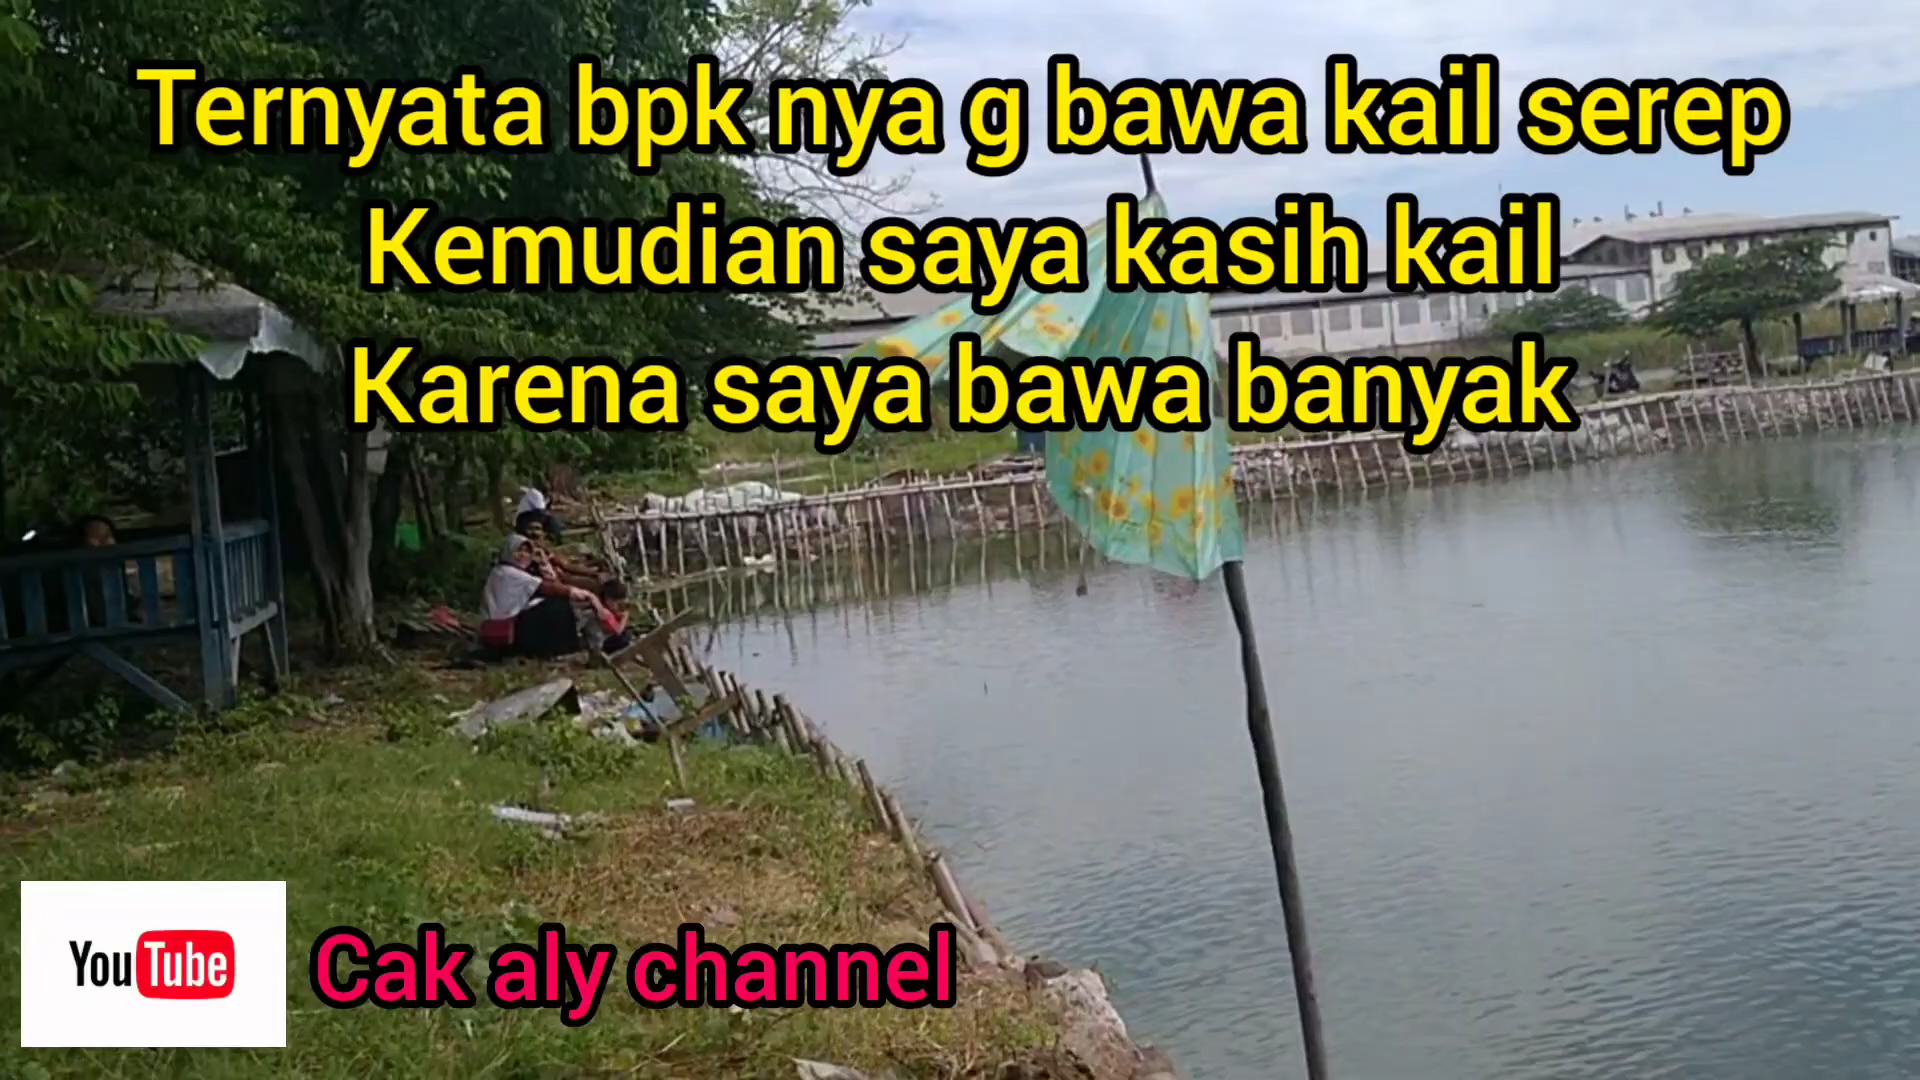 Ternyata bpk nya g bawa kail serep
Kemudian saya kasih kail
Karena saya bawa banyak
YouTube
Cak aly channel